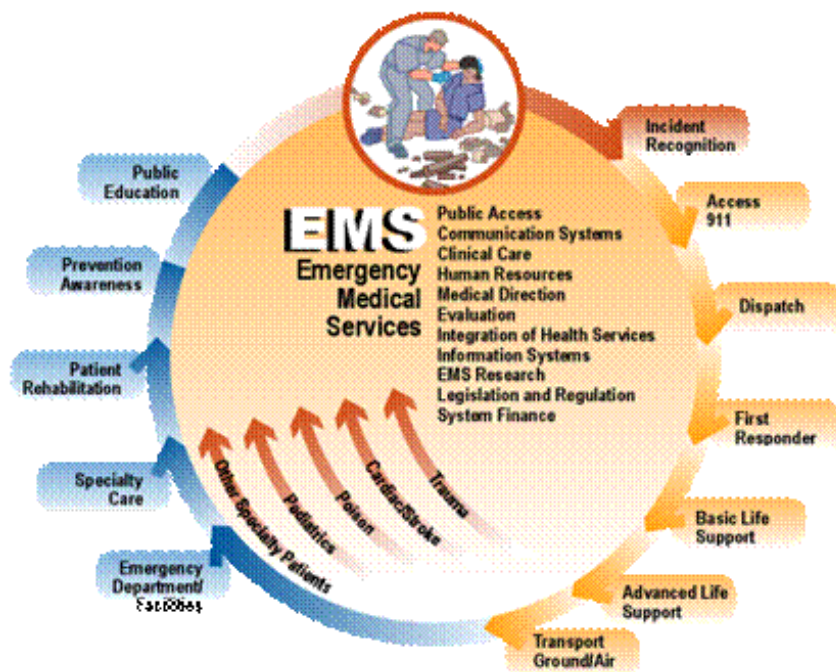 Incident
Recognition
Access
911
Dispatch
First
Responder
Basic Life
Support
Advanced Life
Support
Transport
Ground/Air
Emergency
Department/
Facilities
Specialty
Care
Patient
Rehabilitation
Prevention
Awareness
Public
Education
EMS
Emergency
Medical
Services
Public Access
Communication Systems
Clinical Care
Human Resources
Medical Direction
Evaluation
Integration of Health Services
Information Systems
EMS Research
Legislation and Regulation
System Finance
Other Specialty Patients
Pediatrics
Poison
Cardiac/Stroke
Trauma